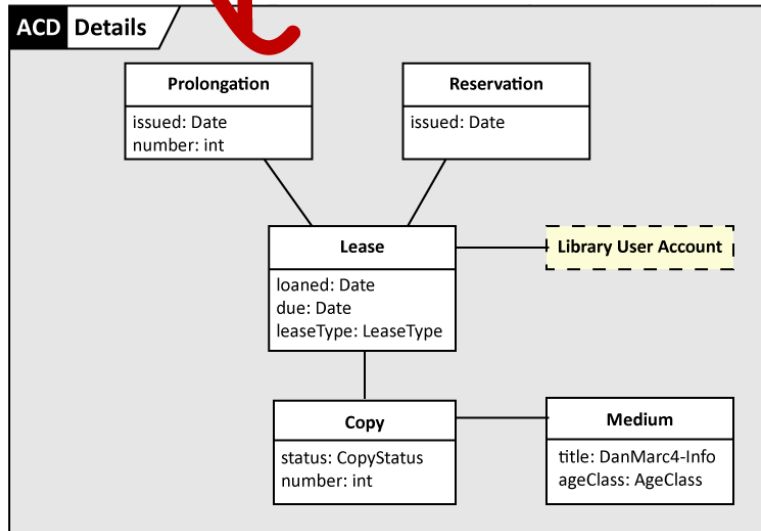 ACD Details
Prolongation
issued: Date
number: int
Reservation
issued: Date
Lease
loaned: Date
due: Date
leaseType: LeaseType
Library User Account
Copy
status: CopyStatus
number: int
Medium
title: DanMarc4-Info
ageClass: AgeClass